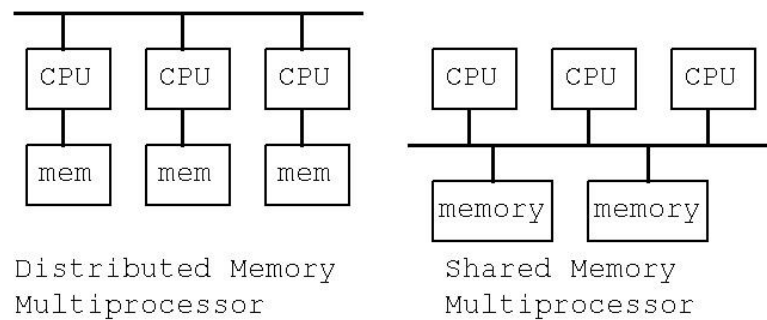 CPU CPU CPU
mem mem mem
Distributed Memory
Multiprocessor
CPU CPU CPU
memory memory
Shared Memory
Multiprocessor